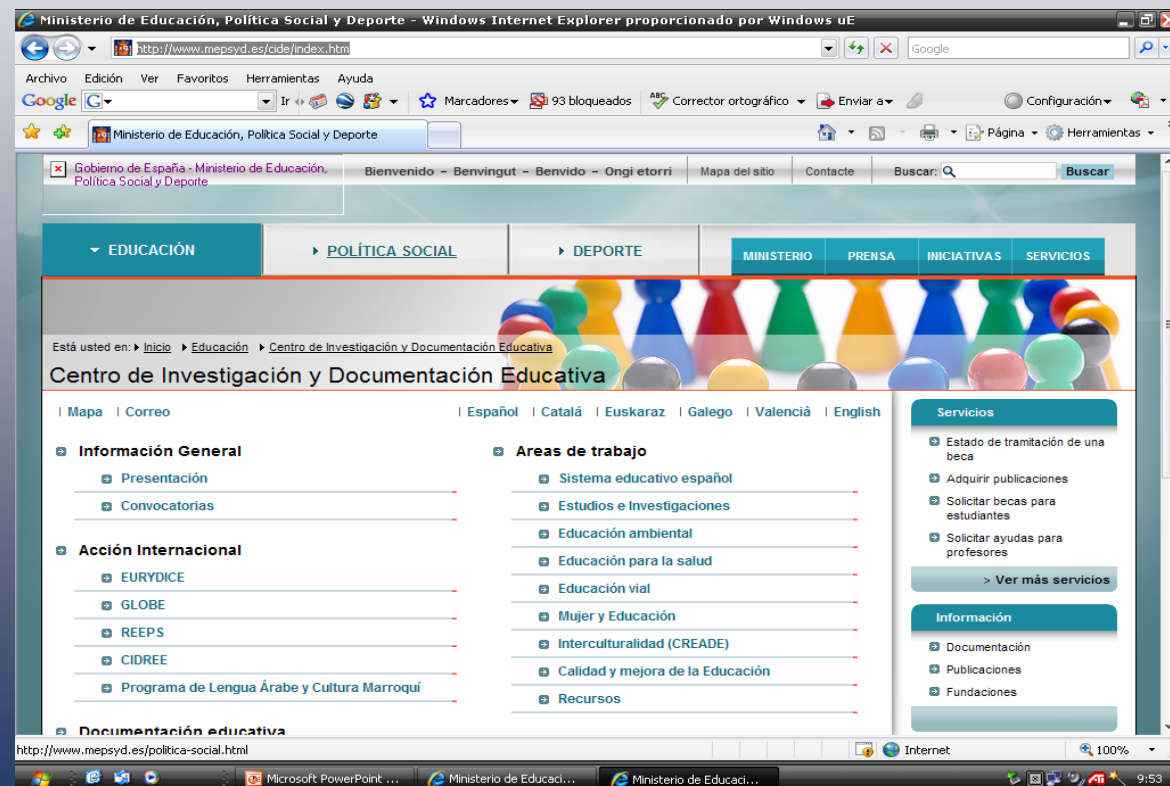 Ministerio de Educación, Política Social y Deporte - Windows Internet Explorer proporcionado por Windows uE
http://www.mepsyd.es/cide/index.htm
Google
Archivo Edición Ver Favoritos Herramientas Ayuda
Google G Ir Marcadores 93 bloqueados ABC Corrector ortográfico Enviar a Configuración
Ministerio de Educación, Política Social y Deporte
Página Herramientas
Gobierno de España - Ministerio de Educación,
Política Social y Deporte
Bienvenido - Benvingut - Benvido - Ongi etorri Mapa del sitio Contacte Buscar: Buscar
EDUCACIÓN POLÍTICA SOCIAL DEPORTE
MINISTERIO PRENSA INICIATIVAS SERVICIOS
Está usted en: Inicio Educación Centro de Investigación y Documentación Educativa
Centro de Investigación y Documentación Educativa
| Mapa | Correo
| Español | Catalá | Euskaraz | Galego | Valencià | English
Información General
Presentación
Convocatorias
Acción Internacional
EURYDICE
GLOBE
REEPS
CIDREE
Programa de Lengua Árabe y Cultura Marroquí
Documentación educativa
Areas de trabajo
Sistema educativo español
Estudios e Investigaciones
Educación ambiental
Educación para la salud
Educación vial
Mujer y Educación
Interculturalidad (CREADE)
Calidad y mejora de la Educación
Recursos
Servicios
Estado de tramitación de una
beca
Adquirir publicaciones
Solicitar becas para
estudiantes
Solicitar ayudas para
profesores
> Ver más servicios
Información
Documentación
Publicaciones
Fundaciones
http://www.mepsyd.es/politica-social.html
Internet
100%
Microsoft PowerPoint ...
Ministerio de Educaci...
Ministerio de Educaci...
ATI
9:53